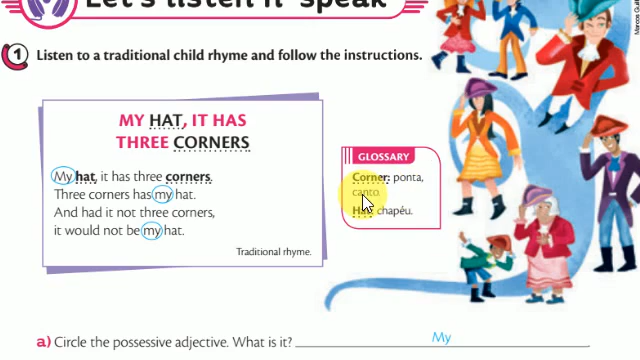 Let's listen it speak
1 Listen to a traditional child rhyme and follow the instructions.
MY HAT, IT HAS
THREE CORNERS
My hat, it has three corners.
Three corners has my hat.
And had it not three corners,
it would not be my hat.
Traditional rhyme.
GLOSSARY
Corner: ponta,
canto.
Hat: chapéu.
a) Circle the possessive adjective. What is it? My